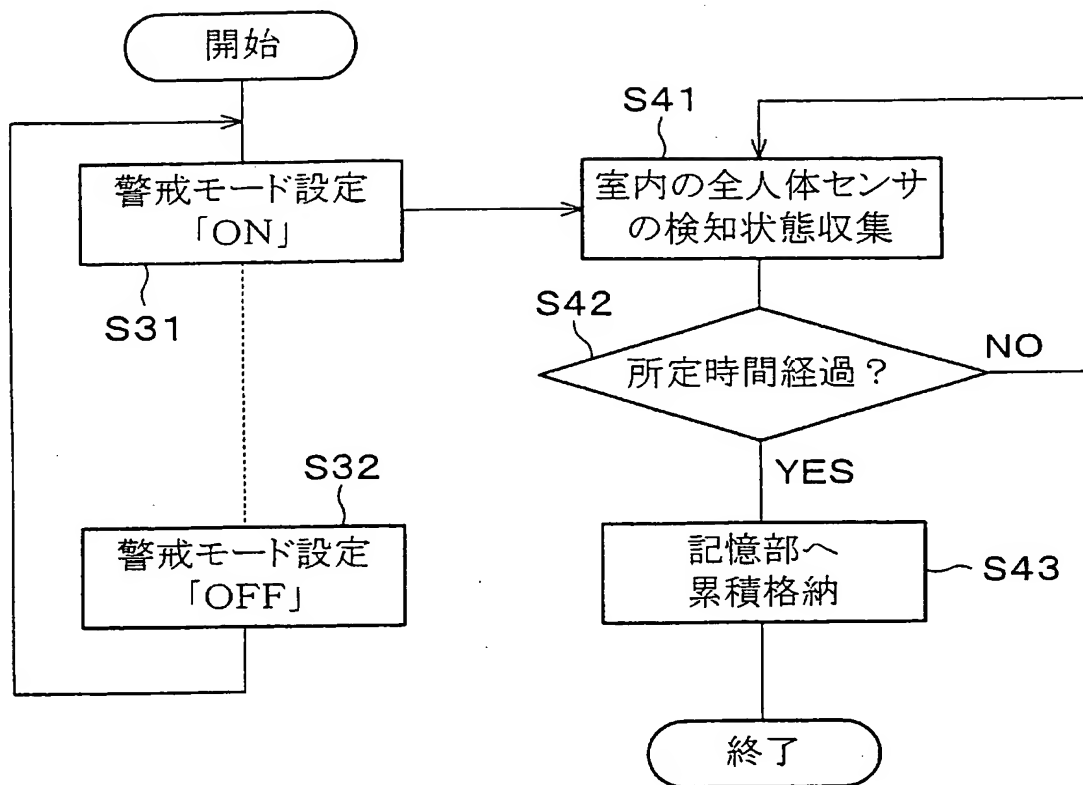 開始
警戒モード設定
「ON」
S31
S32
警戒モード設定
「OFF」
S41
室内の全人体センサ
の検知状態収集
S42
所定時間経過？
NO
YES
記憶部へ
累積格納
S43
終了